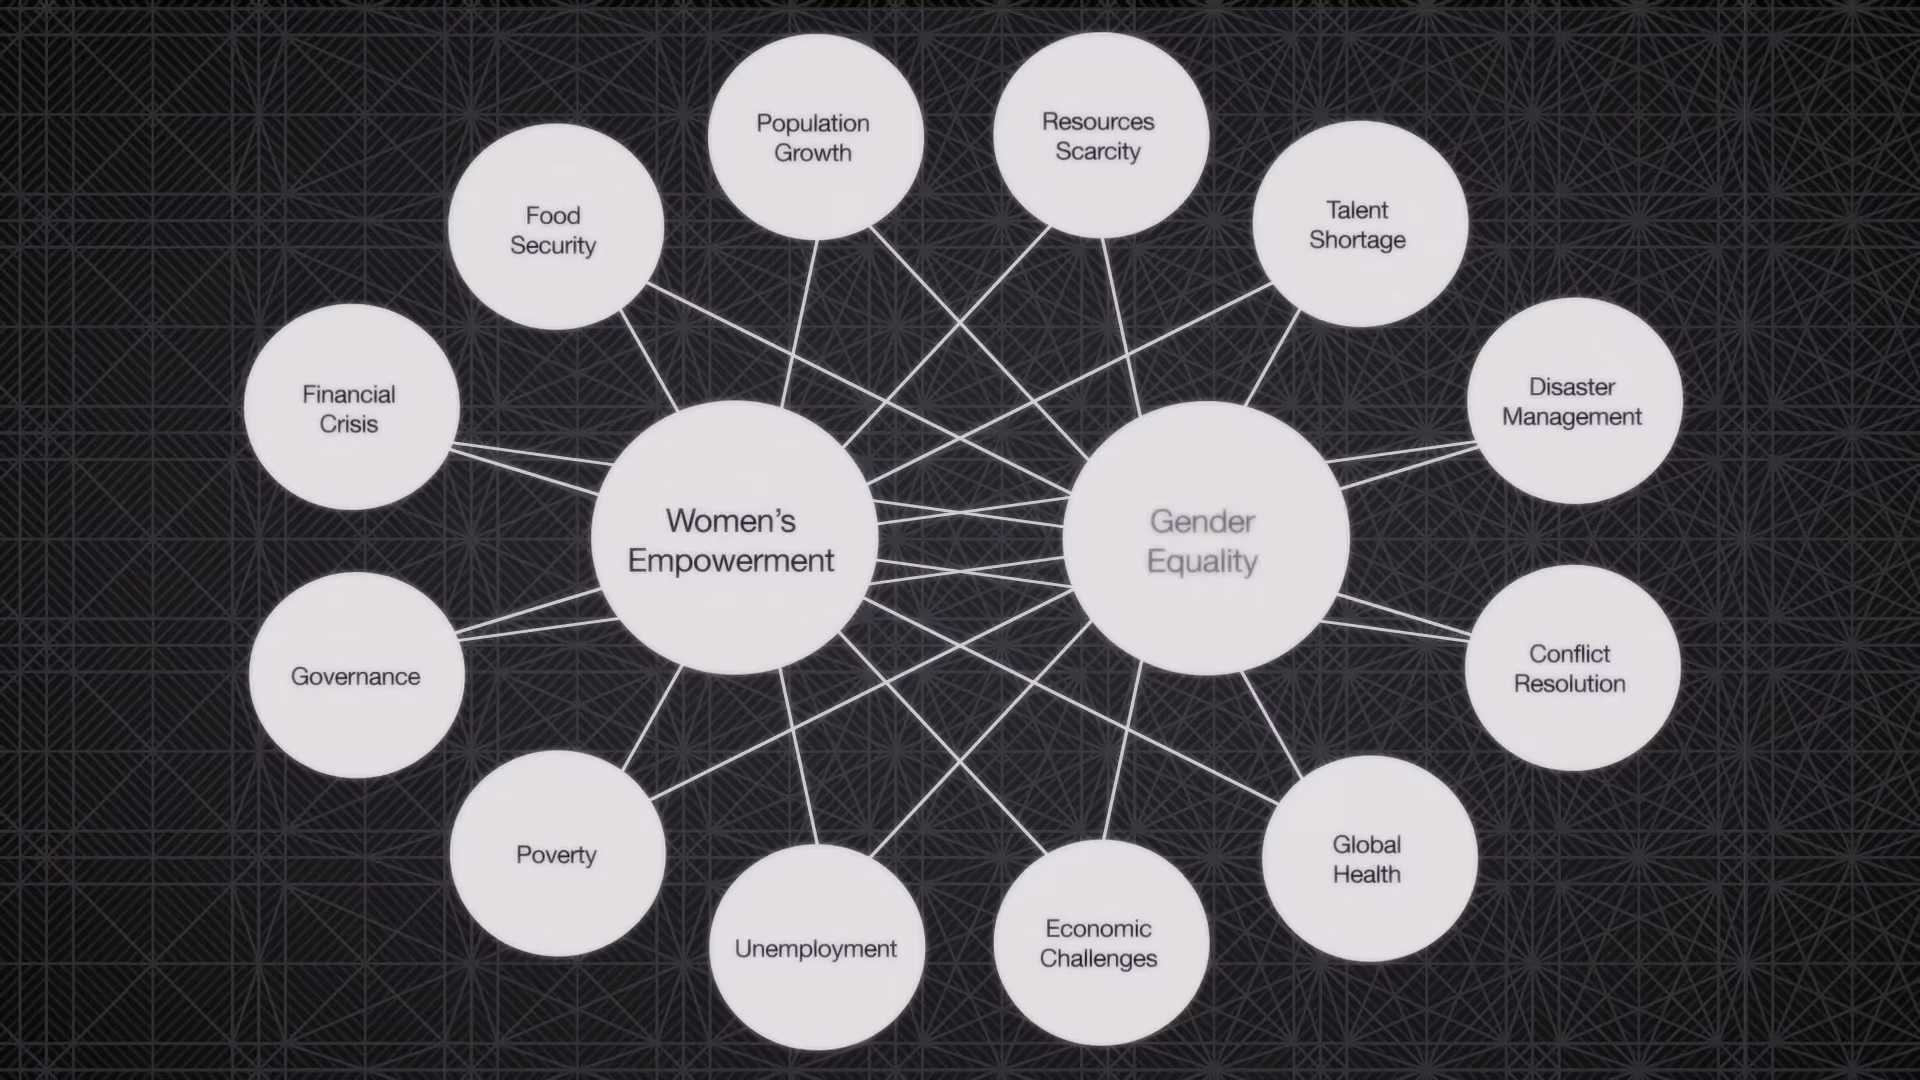 Population
Growth
Resources
Scarcity
Food
Security
Talent
Shortage
Financial
Crisis
Disaster
Management
Women’s
Empowerment
Gender
Equality
Governance
Conflict
Resolution
Poverty
Global
Health
Unemployment
Economic
Challenges